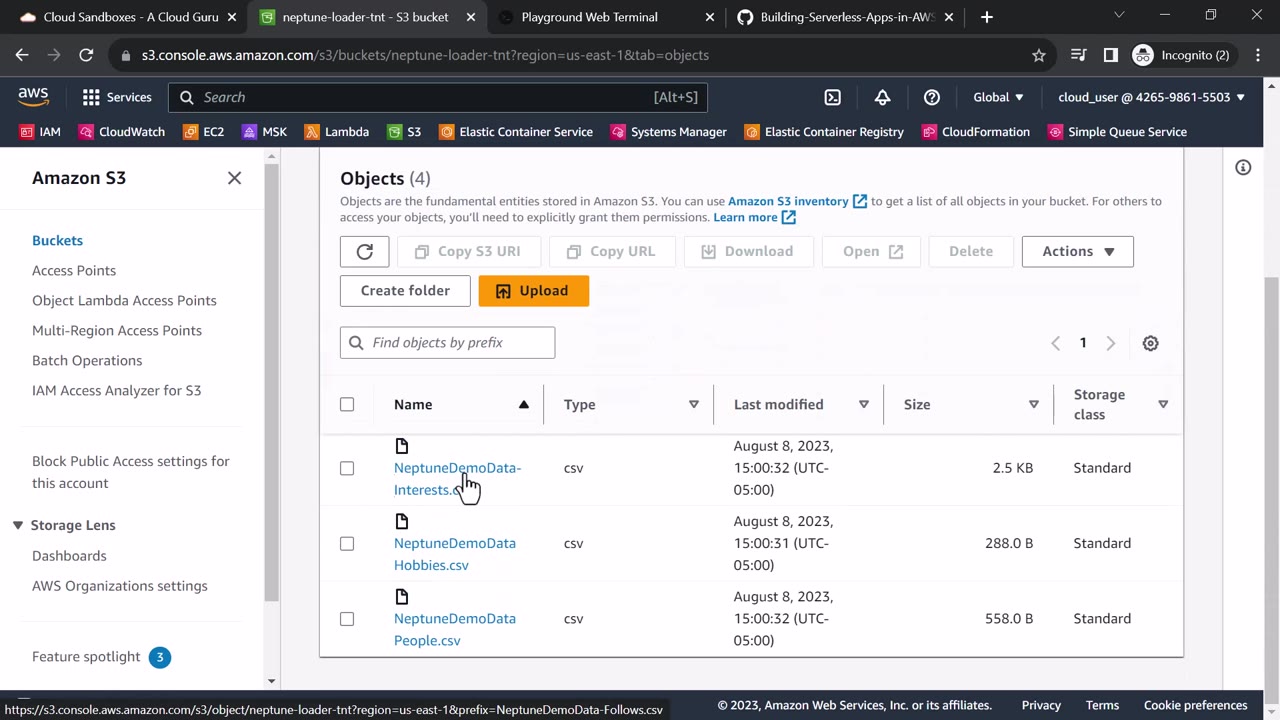 Cloud Sandboxes - A Cloud Guru
neptune-loader-tnt - S3 bucket
Playground Web Terminal
Building-Serverless-Apps-in-AWS
s3.console.aws.amazon.com/s3/buckets/neptune-loader-tnt?region=us-east-1&tab=objects
Incognito (2)
aws
Services
Search
[Alt+S]
Global
cloud_user @ 4265-9861-5503
IAM
CloudWatch
EC2
MSK
Lambda
S3
Elastic Container Service
Systems Manager
Elastic Container Registry
CloudFormation
Simple Queue Service
Amazon S3
Buckets
Access Points
Object Lambda Access Points
Multi-Region Access Points
Batch Operations
IAM Access Analyzer for S3
Block Public Access settings for
this account
Storage Lens
Dashboards
AWS Organizations settings
Feature spotlight 3
Objects (4)
Objects are the fundamental entities stored in Amazon S3. You can use Amazon S3 inventory to get a list of all objects in your bucket. For others to
access your objects, you'll need to explicitly grant them permissions. Learn more
Copy S3 URI
Copy URL
Download
Open
Delete
Actions
Create folder
Upload
Find objects by prefix
1
Name
Type
Last modified
Size
Storage
class
NeptuneDemoData-
csv
August 8, 2023,
15:00:32 (UTC-
05:00)
2.5 KB
Standard
NeptuneDemoData
Hobbies.csv
csv
August 8, 2023,
15:00:31 (UTC-
05:00)
288.0 B
Standard
NeptuneDemoData
People.csv
csv
August 8, 2023,
15:00:32 (UTC-
05:00)
558.0 B
Standard
https://s3.console.aws.amazon.com/s3/object/neptune-loader-tnt?region=us-east-1&prefix=NeptuneDemoData-Follows.csv
© 2023, Amazon Web Services, Inc. or its affiliates.
Privacy
Terms
Cookie preferences